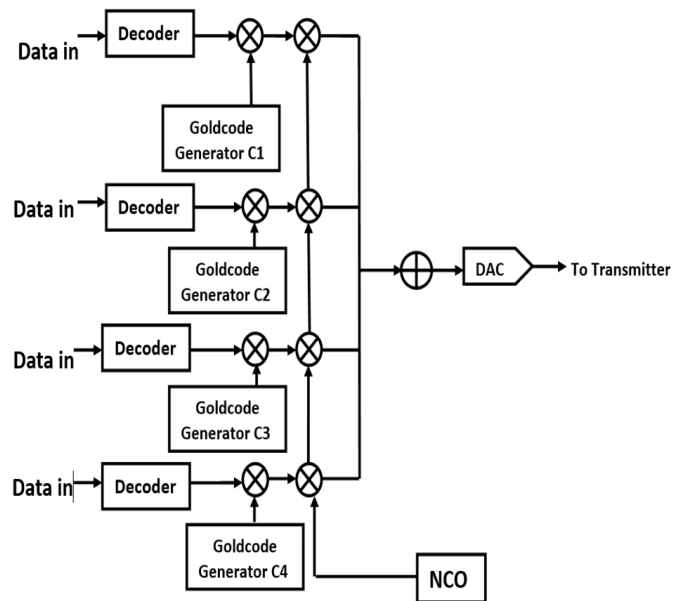 Data in
Decoder
Goldcode
Generator C1
Data in
Decoder
Goldcode
Generator C2
DAC
To Transmitter
Data in
Decoder
Goldcode
Generator C3
Data in
Decoder
Goldcode
Generator C4
NCO